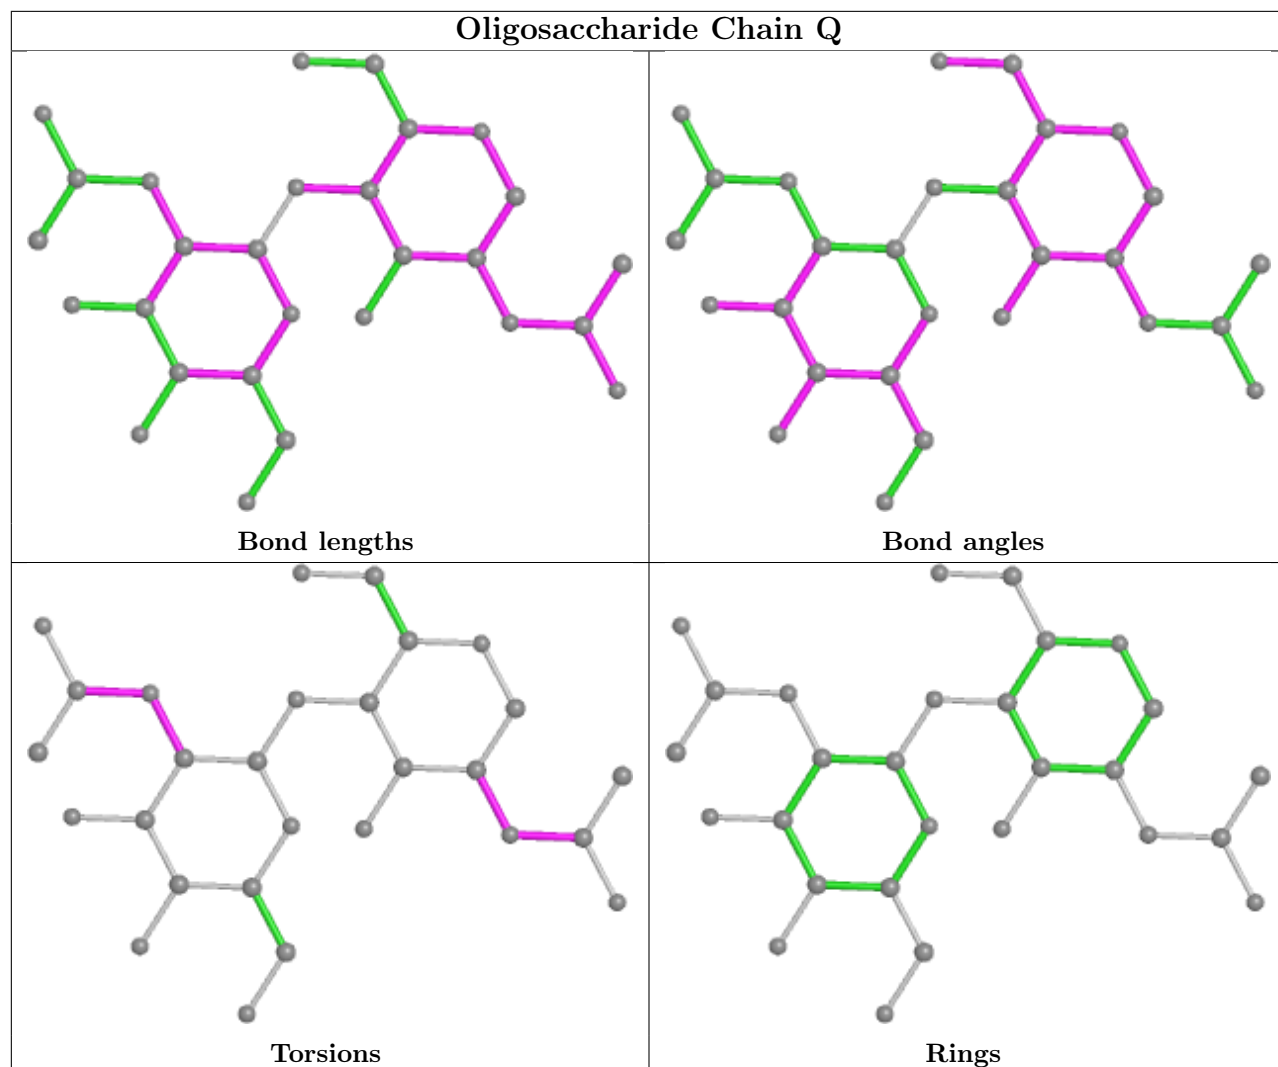 Oligosaccharide Chain Q
Bond lengths
Bond angles
Torsions
Rings